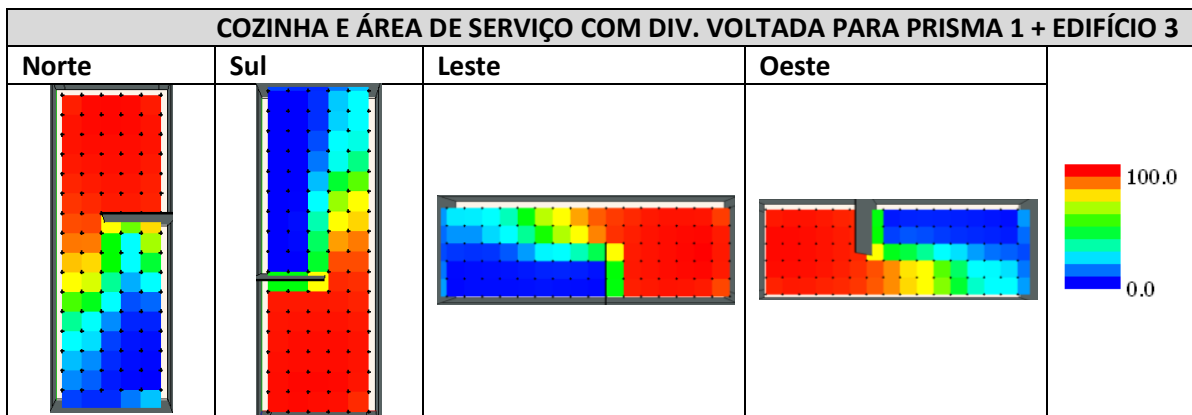 COZINHA E ÁREA DE SERVIÇO COM DIV. VOLTADA PARA PRISMA 1 + EDIFÍCIO 3
Norte
Sul
Leste
Oeste
100.0
0.0